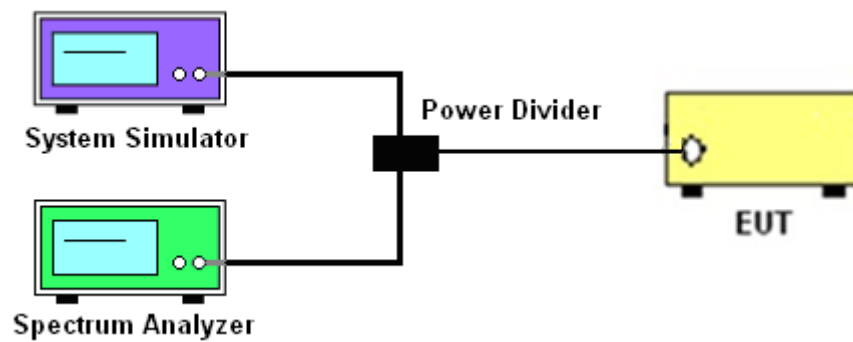 System Simulator
Power Divider
EUT
Spectrum Analyzer